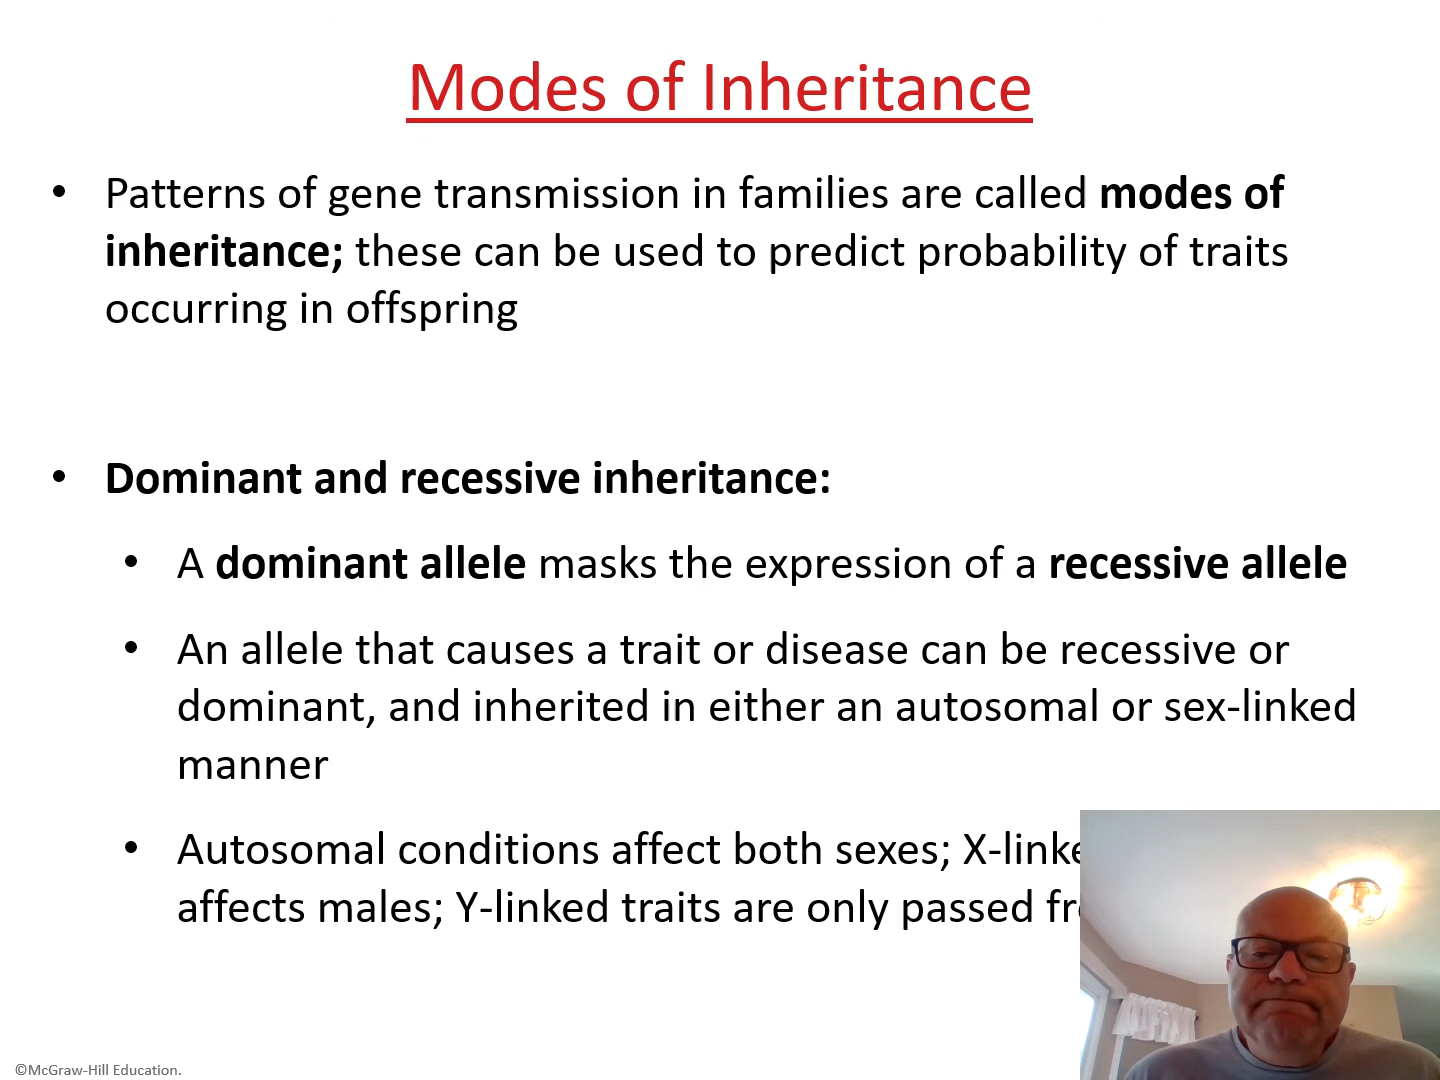 Modes of Inheritance
• Patterns of gene transmission in families are called modes of
inheritance; these can be used to predict probability of traits
occurring in offspring
• Dominant and recessive inheritance:
• A dominant allele masks the expression of a recessive allele
• An allele that causes a trait or disease can be recessive or
dominant, and inherited in either an autosomal or sex-linked
manner
• Autosomal conditions affect both sexes;
affects males; Y-linked traits are only passed
©McGraw-Hill Education.